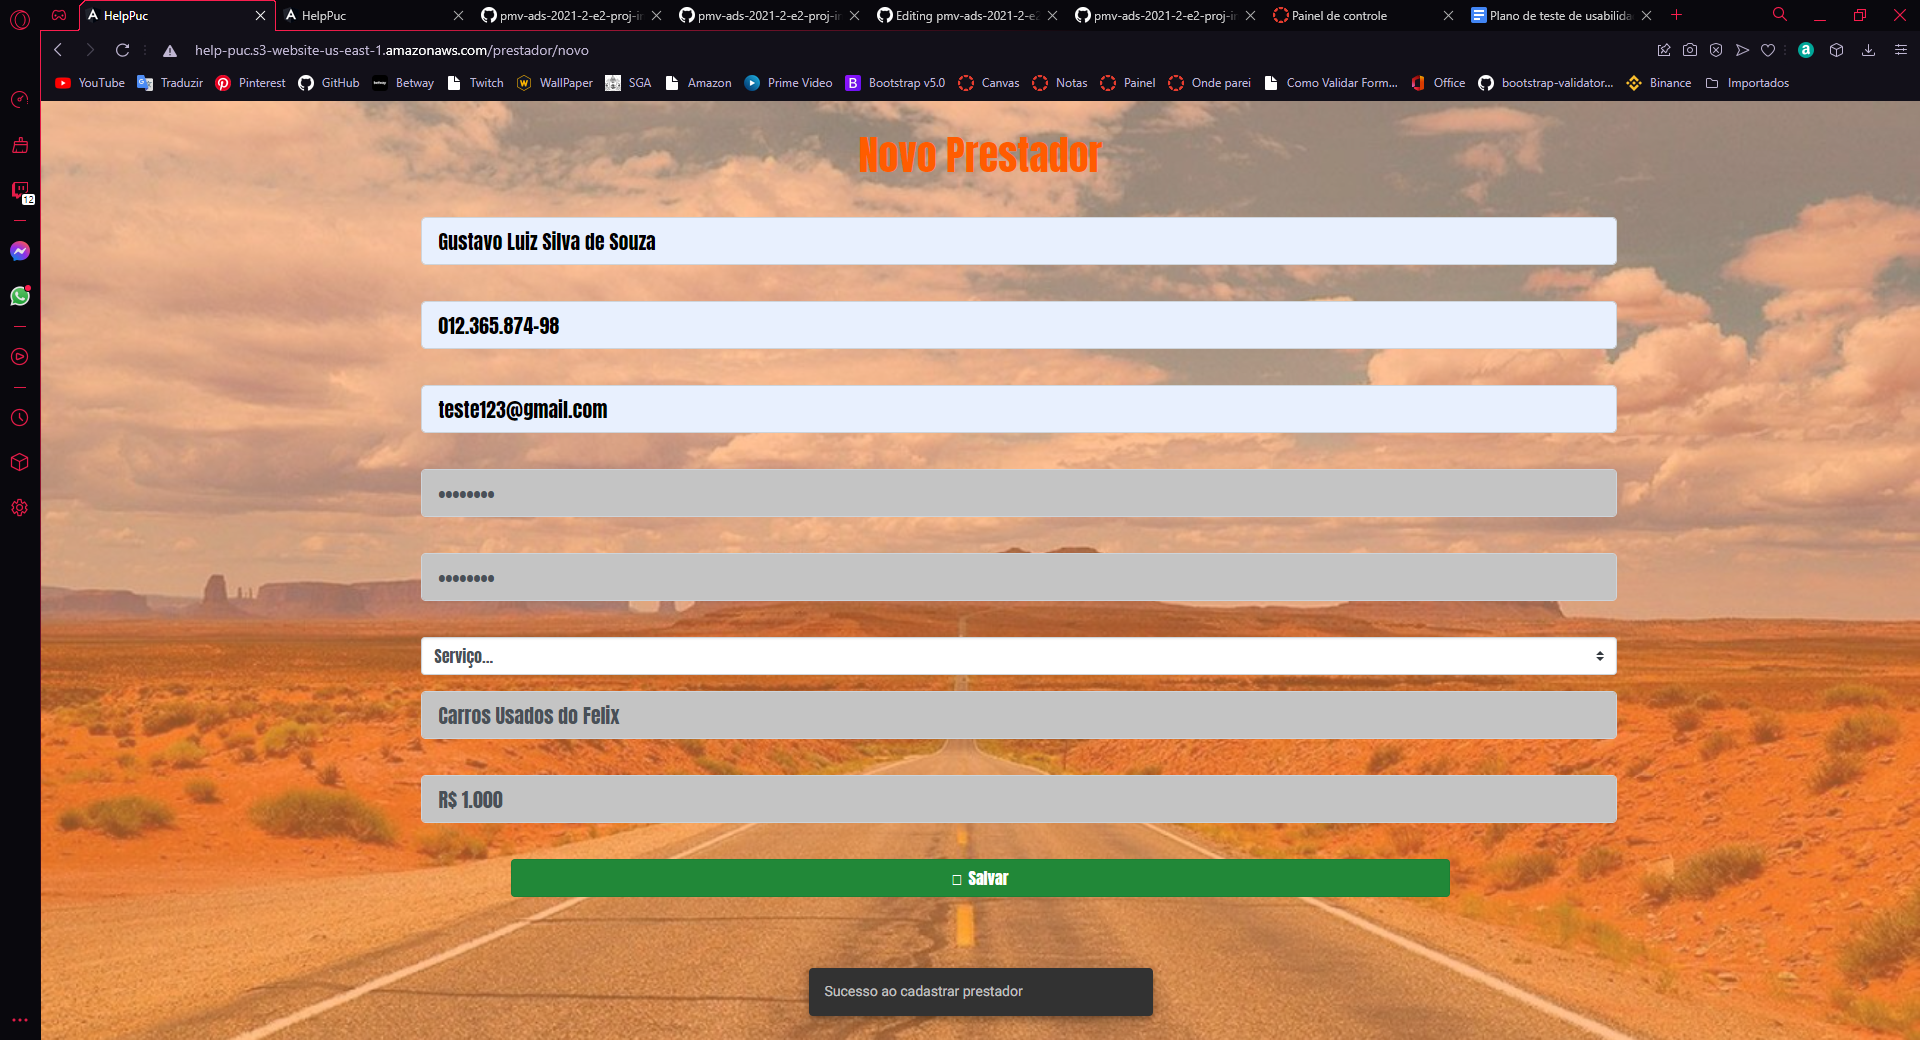 HelpPuc
HelpPuc
pmv-ads-2021-2-e2-proj-in
pmv-ads-2021-2-e2-proj-in
Editing pmv-ads-2021-2-e2
pmv-ads-2021-2-e2-proj-in
Painel de controle
Plano de teste de usabilida
help-puc.s3-website-us-east-1.amazonaws.com/prestador/novo
YouTube
Traduzir
Pinterest
GitHub
Betway
Twitch
WallPaper
SGA
Amazon
Prime Video
Bootstrap v5.0
Canvas
Notas
Painel
Onde parei
Como Validar Form...
Office
bootstrap-validator...
Binance
Importados
12
Novo Prestador
Gustavo Luiz Silva de Souza
012.365.874-98
teste123@gmail.com
••••••••
••••••••
Serviço...
Carros Usados do Felix
R$ 1.000
Salvar
Sucesso ao cadastrar prestador